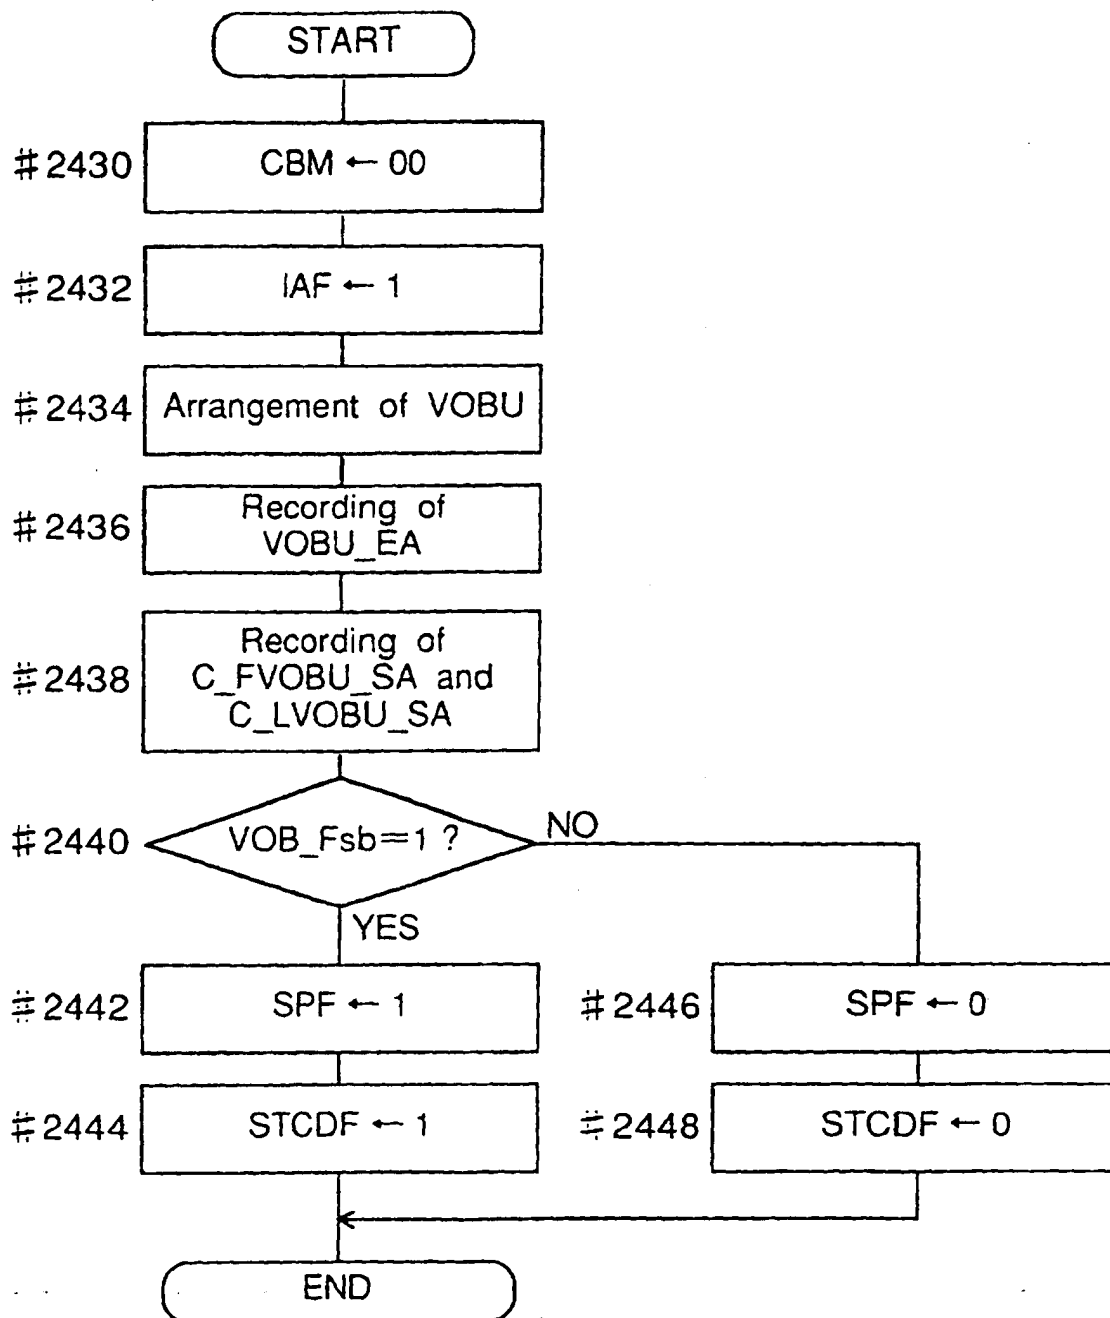 START
#2430
CBM ← 00
#2432
IAF ← 1
#2434
Arrangement of VOBU
#2436
Recording of
VOBU_EA
#2438
Recording of
C_FVOBU_SA and
C_LVOBU_SA
#2440
VOB_Fsb=1 ?
NO
YES
#2442
SPF ← 1
#2446
SPF ← 0
#2444
STCDF ← 1
#2448
STCDF ← 0
END